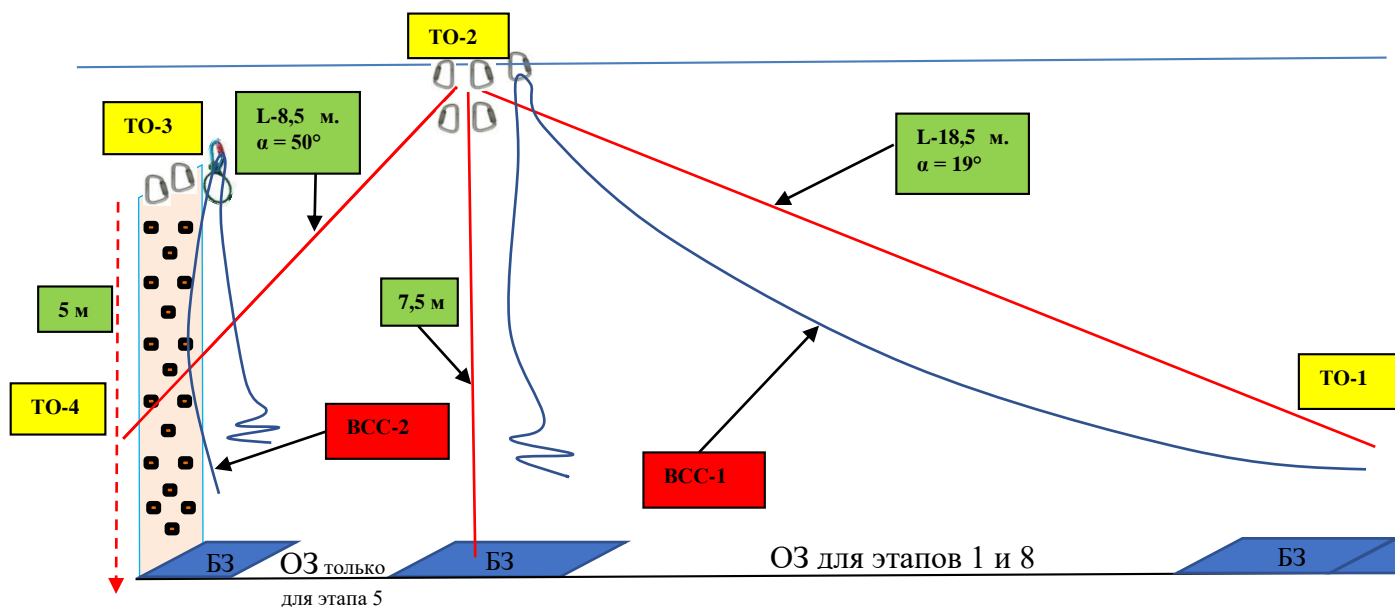 ТО-2
L-8,5 м.
α = 50°
ТО-3
L-18,5 м.
α = 19°
5 м
7,5 м
ТО-1
ТО-4
ВСС-2
ВСС-1
БЗ
ОЗ только
для этапа 5
БЗ
ОЗ для этапов 1 и 8
БЗ